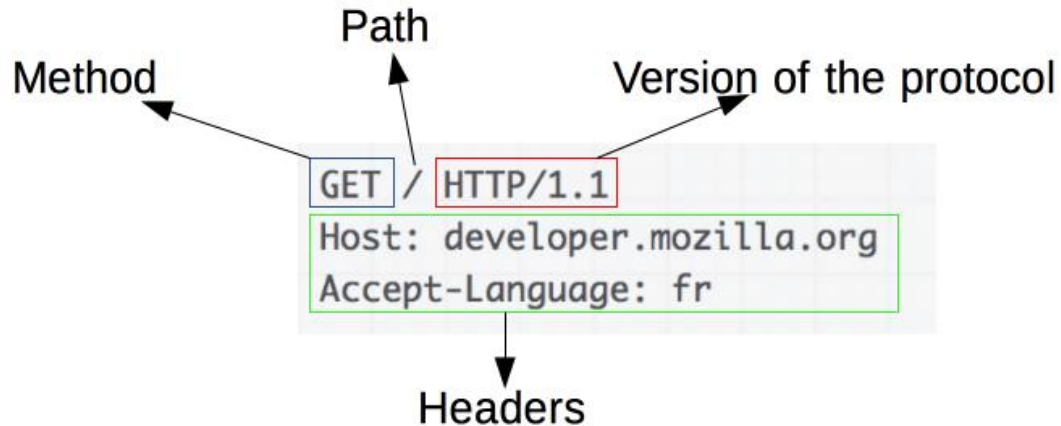 Path
Method
Version of the protocol
GET / HTTP/1.1
Host: developer.mozilla.org
Accept-Language: fr
Headers